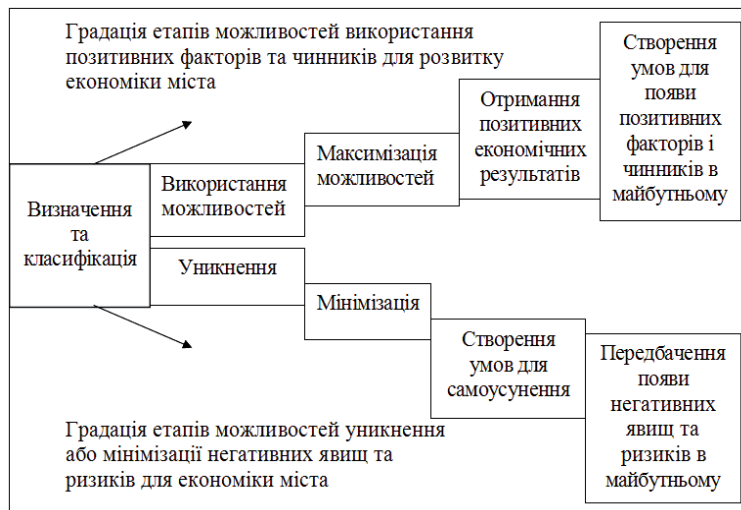 Градація етапів можливостей використання
позитивних факторів та чинників для розвитку
економіки міста
Визначення
та
класифікація
Використання
можливостей
Максимізація
можливостей
Отримання
позитивних
економічних
результатів
Створення
умов для
появи
позитивних
факторів і
чинників в
майбутньому
Уникнення
Мінімізація
Створення
умов для
самоусунення
Передбачення
появи
негативних
явищ та
ризиків в
майбутньому
Градація етапів можливостей уникнення
або мінімізації негативних явищ та
ризиків для економіки міста